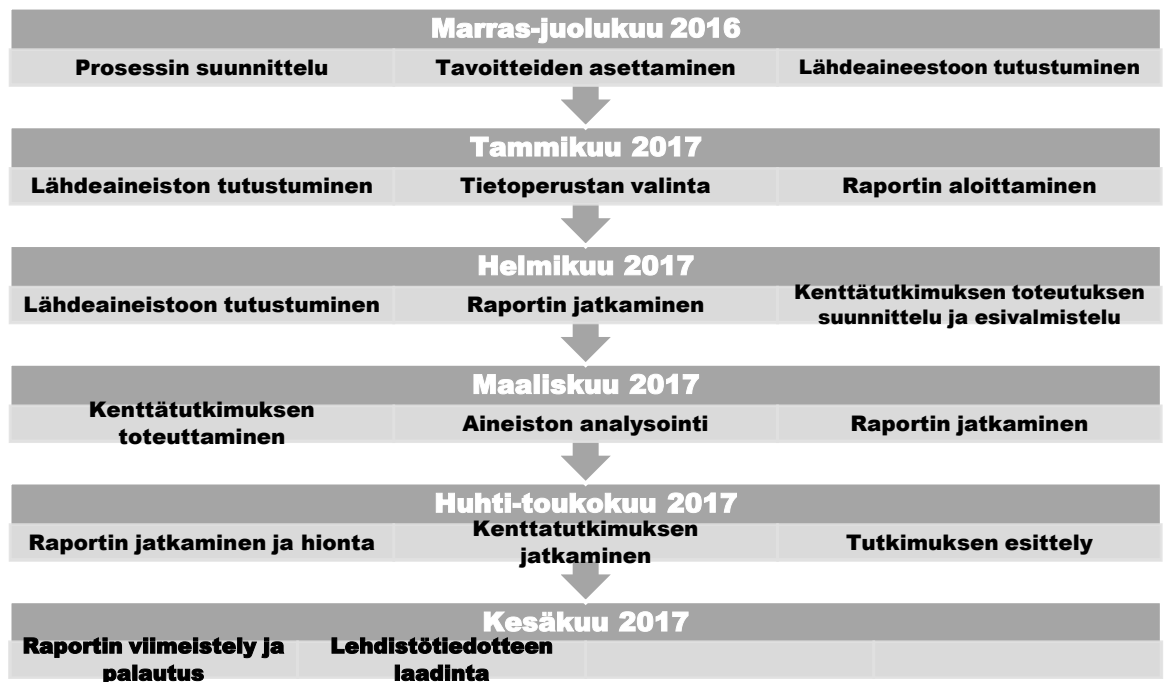 Marras-juolukuu 2016
Prosessin suunnittelu
Tavoitteiden asettaminen
Lähdeaineestoon tutustuminen
Tammikuu 2017
Lähdeaineiston tutustuminen
Tietoperustan valinta
Raportin aloittaminen
Helmikuu 2017
Lähdeaineistoon tutustuminen
Raportin jatkaminen
Kenttätutkimuksen toteutuksen
suunnittelu ja esivalmistelu
Maaliskuu 2017
Kenttätutkimuksen
toteuttaminen
Aineiston analysointi
Raportin jatkaminen
Huhti-toukokuu 2017
Raportin jatkaminen ja hionta
Kenttatutkimuksen
jatkaminen
Tutkimuksen esittely
Kesäkuu 2017
Raportin viimeistely ja
palautus
Lehdistötiedotteen
laadinta